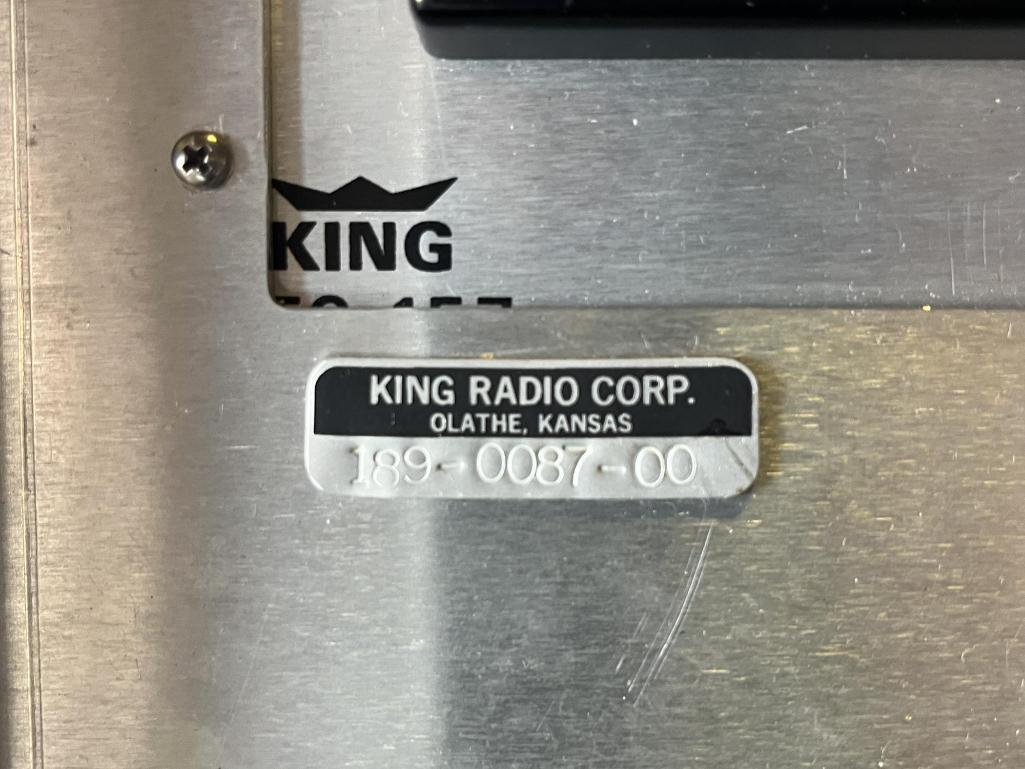 KING
KING RADIO CORP.
OLATHE, KANSAS
189-0087-00